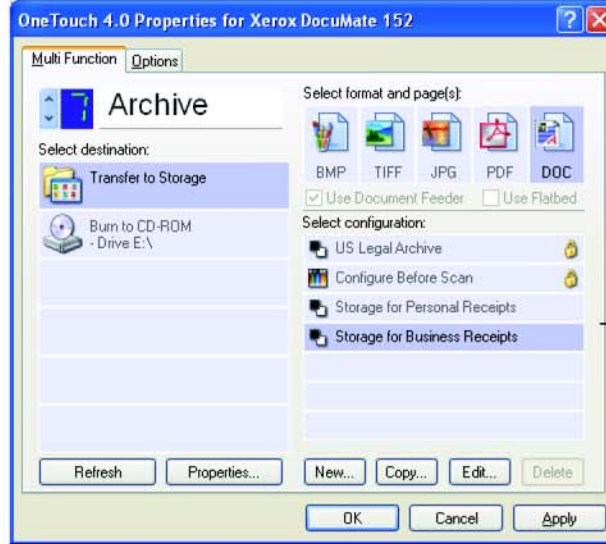 OneTouch 4.0 Properties for Xerox DocuMate 152
Multi Function
Options
7
Archive
Select destination:
Transfer to Storage
Burn to CD-ROM
- Drive E:\
Refresh
Properties...
Select format and page(s):
BMP
TIFF
JPG
PDF
DOC
Use Document Feeder
Use Flatbed
Select configuration:
US Legal Archive
Configure Before Scan
Storage for Personal Receipts
Storage for Business Receipts
New...
Copy...
Edit...
Delete
OK
Cancel
Apply